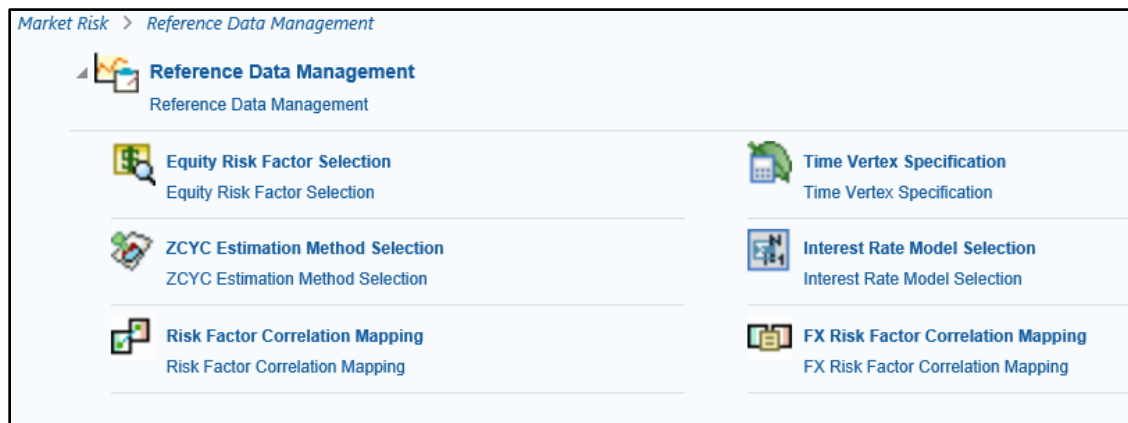 Market Risk > Reference Data Management
Reference Data Management
Reference Data Management
Equity Risk Factor Selection
Equity Risk Factor Selection
Time Vertex Specification
Time Vertex Specification
ZCYC Estimation Method Selection
ZCYC Estimation Method Selection
Interest Rate Model Selection
Interest Rate Model Selection
Risk Factor Correlation Mapping
Risk Factor Correlation Mapping
FX Risk Factor Correlation Mapping
FX Risk Factor Correlation Mapping